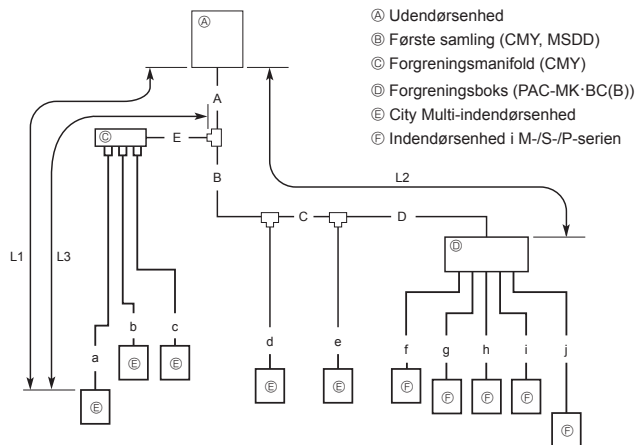 Ⓐ
Ⓐ Udendørsenhed
Ⓑ Første samling (CMY, MSDD)
Ⓒ Forgreningsmanifold (CMY)
Ⓓ Forgreningsboks (PAC-MK·BC(B))
Ⓔ City Multi-indendørsenhed
Ⓕ Indendørsenhed i M-/S-/P-serien
A
Ⓒ
E
B
L2
C
D
Ⓓ
L1
L3
a
b
c
d
e
f
g
h
i
j
Ⓔ
Ⓔ
Ⓔ
Ⓔ
Ⓔ
Ⓕ
Ⓕ
Ⓕ
Ⓕ
Ⓕ